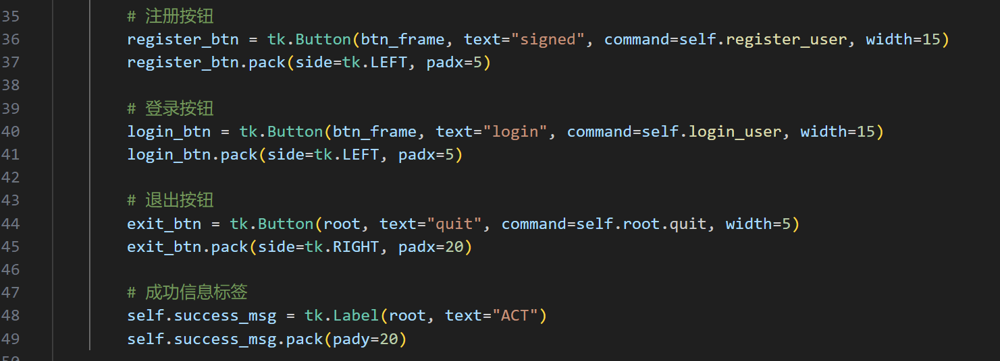 35 # 注册按钮
36 register_btn = tk.Button(btn_frame, text="signed", command=self.register_user, width=15)
37 register_btn.pack(side=tk.LEFT, padx=5)
38
39 # 登录按钮
40 login_btn = tk.Button(btn_frame, text="login", command=self.login_user, width=15)
41 login_btn.pack(side=tk.LEFT, padx=5)
42
43 # 退出按钮
44 exit_btn = tk.Button(root, text="quit", command=self.root.quit, width=5)
45 exit_btn.pack(side=tk.RIGHT, padx=20)
46
47 # 成功信息标签
48 self.success_msg = tk.Label(root, text="ACT")
49 self.success_msg.pack(pady=20)
50